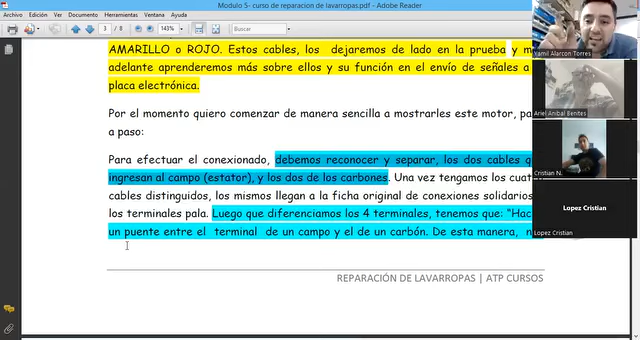 Modulo 5- curso de reparacion de lavarropas.pdf - Adobe Reader
Archivo Edición Ver Documento Herramientas Ventana Ayuda
3 / 8 143% Buscar
AMARILLO o ROJO. Estos cables, los dejaremos de lado en la prueba y m
adelante aprenderemos más sobre ellos y su función en el envío de señales a
placa electrónica.
Por el momento quiero comenzar de manera sencilla a mostrarles este motor, pa
a paso:
Para efectuar el conexionado, debemos reconocer y separar, los dos cables q
ingresan al campo (estator), y los dos de los carbones. Una vez tengamos los cuat
cables distinguidos, los mismos llegan a la ficha original de conexiones solidarios
los terminales pala. Luego que diferenciamos los 4 terminales, tenemos que: “Hac
un puente entre el terminal de un campo y el de un carbón. De esta manera, n
REPARACIÓN DE LAVARROPAS | ATP CURSOS
Yamil Alarcon Torres
Ariel Anibal Benites
Cristian N.
Lopez Cristian
Lopez Cristian